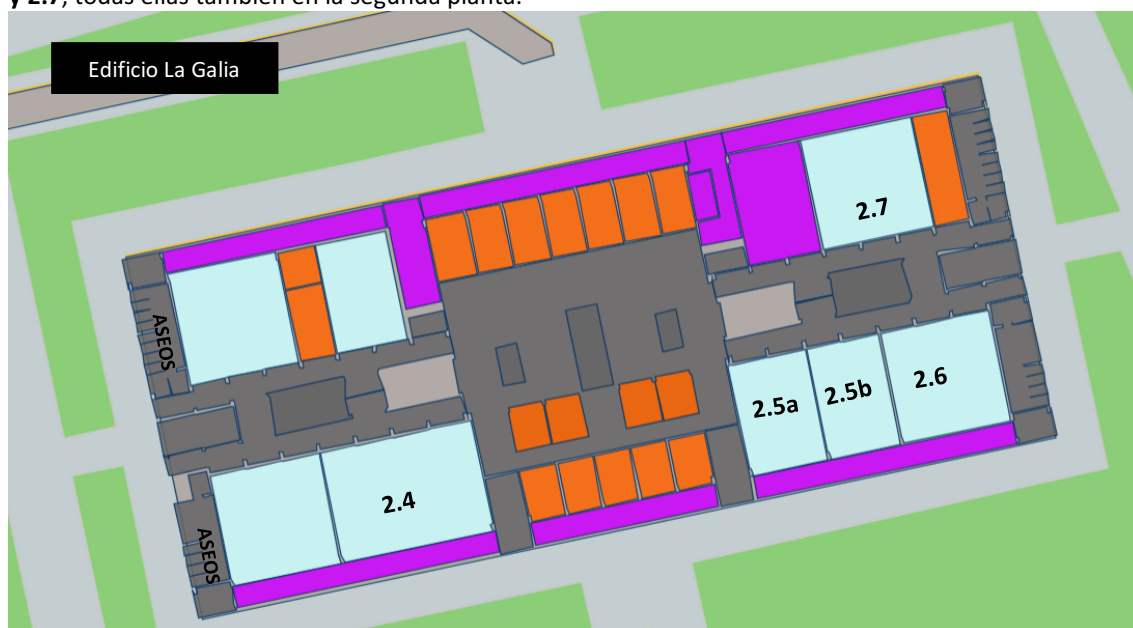 y 2.7, todas ellas también en la segunda planta.
Edificio La Galia
2.7
ASEOS
2.6
2.5b
2.5a
2.4
ASEOS